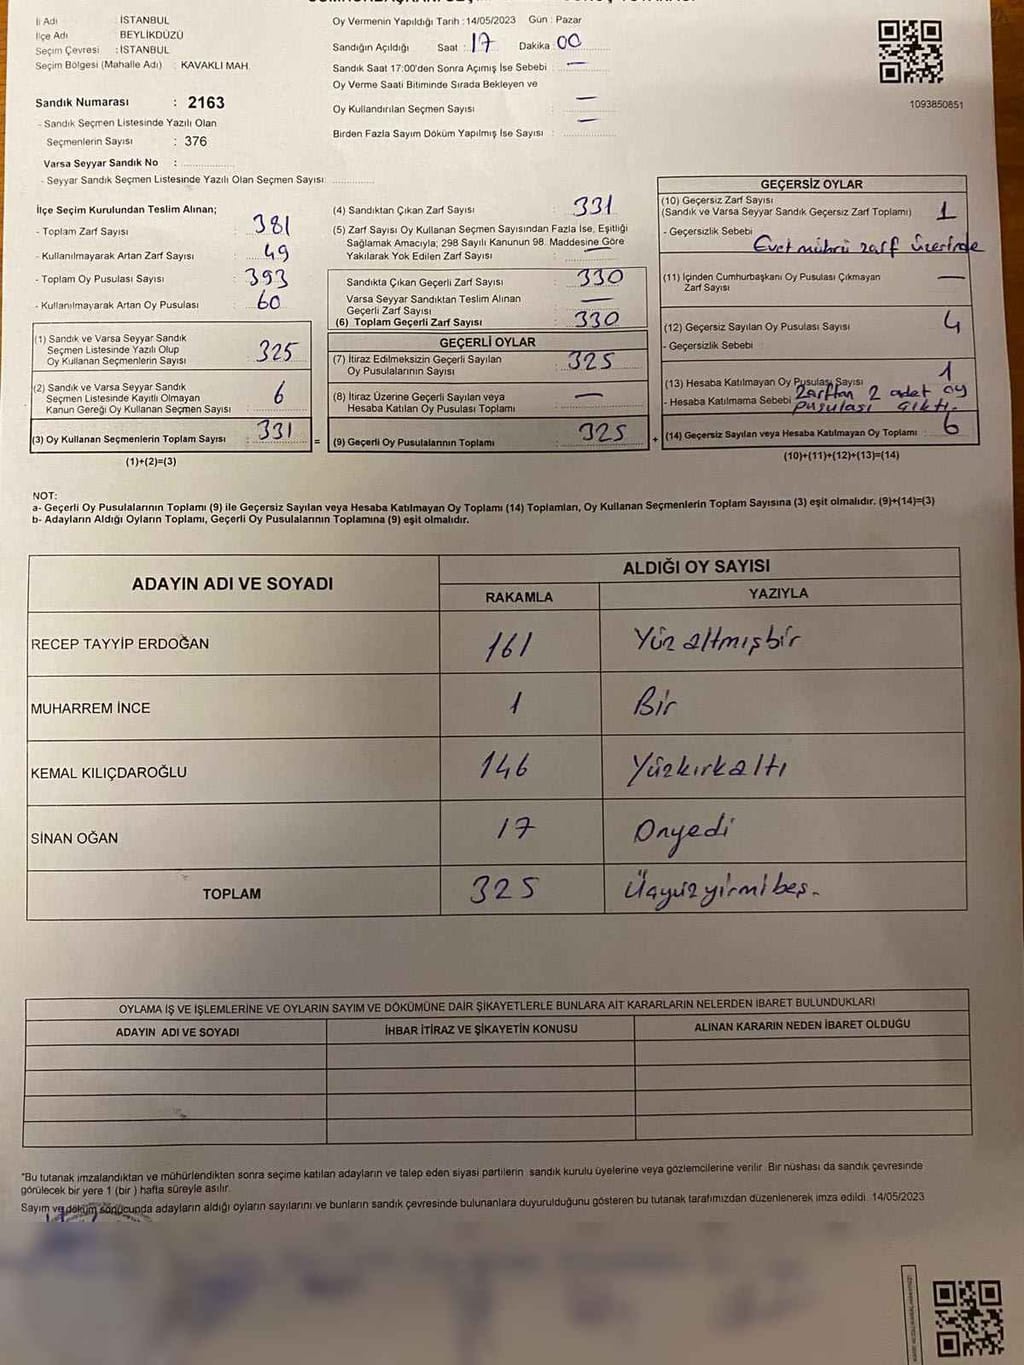 İl Adı : İSTANBUL
İlçe Adı : BEYLİKDÜZÜ
Seçim Çevresi : İSTANBUL
Seçim Bölgesi (Mahalle Adı) : KAVAKLI MAH.
Sandık Numarası : 2163
- Sandık Seçmen Listesinde Yazılı Olan
Seçmenlerin Sayısı : 376
Varsa Seyyar Sandık No :
- Seyyar Sandık Seçmen Listesinde Yazılı Olan Seçmen Sayısı:
Oy Vermenin Yapıldığı Tarih : 14/05/2023 Gün : Pazar
Sandığın Açıldığı Saat : 17 Dakika : 00
Sandık Saat 17:00'den Sonra Açımış İse Sebebi : —
Oy Verme Saati Bitiminde Sırada Bekleyen ve
Oy Kullandırılan Seçmen Sayısı : —
Birden Fazla Sayım Döküm Yapılmış İse Sayısı : —
1093850651
İlçe Seçim Kurulundan Teslim Alınan;
- Toplam Zarf Sayısı : 381
- Kullanılmayarak Artan Zarf Sayısı : 49
- Toplam Oy Pusulası Sayısı : 393
- Kullanılmayarak Artan Oy Pusulası : 60
(1) Sandık ve Varsa Seyyar Sandık
Seçmen Listesinde Yazılı Olup
Oy Kullanan Seçmenlerin Sayısı : 325
(2) Sandık ve Varsa Seyyar Sandık
Seçmen Listesinde Kayıtlı Olmayan
Kanun Gereği Oy Kullanan Seçmen Sayısı : 6
(3) Oy Kullanan Seçmenlerin Toplam Sayısı : 331
(1)+(2)=(3)
(4) Sandıktan Çıkan Zarf Sayısı : 331
(5) Zarf Sayısı Oy Kullanan Seçmen Sayısından Fazla İse, Eşitliği
Sağlamak Amacıyla; 298 Sayılı Kanunun 98. Maddesine Göre
Yakılarak Yok Edilen Zarf Sayısı : —
Sandıkta Çıkan Geçerli Zarf Sayısı : 330
Varsa Seyyar Sandıktan Teslim Alınan
Geçerli Zarf Sayısı : —
(6) Toplam Geçerli Zarf Sayısı : 330
GEÇERLİ OYLAR
(7) İtiraz Edilmeksizin Geçerli Sayılan
Oy Pusulalarının Sayısı : 325
(8) İtiraz Üzerine Geçerli Sayılan veya
Hesaba Katılan Oy Pusulası Toplamı : —
= (9) Geçerli Oy Pusulalarının Toplamı : 325
GEÇERSİZ OYLAR
(10) Geçersiz Zarf Sayısı
(Sandık ve Varsa Seyyar Sandık Geçersiz Zarf Toplamı) : 1
- Geçersizlik Sebebi
Evet mührü zarf üzerinde
(11) İçinden Cumhurbaşkanı Oy Pusulası Çıkmayan
Zarf Sayısı : —
(12) Geçersiz Sayılan Oy Pusulası Sayısı : 4
- Geçersizlik Sebebi :
(13) Hesaba Katılmayan Oy Pusulası Sayısı : 1
- Hesaba Katılmama Sebebi : Zarftan 2 adet oy
pusulası çıktı.
+ (14) Geçersiz Sayılan veya Hesaba Katılmayan Oy Toplamı : 6
(10)+(11)+(12)+(13)=(14)
NOT:
a- Geçerli Oy Pusulalarının Toplamı (9) ile Geçersiz Sayılan veya Hesaba Katılmayan Oy Toplamı (14) Toplamları, Oy Kullanan Seçmenlerin Toplam Sayısına (3) eşit olmalıdır. (9)+(14)=(3)
b- Adayların Aldığı Oyların Toplamı, Geçerli Oy Pusulalarının Toplamına (9) eşit olmalıdır.
ADAYIN ADI VE SOYADI ALDIĞI OY SAYISI
RAKAMLA YAZIYLA
RECEP TAYYİP ERDOĞAN 161 Yüz altmışbir
MUHARREM İNCE 1 Bir
KEMAL KILIÇDAROĞLU 146 Yüzkırkaltı
SİNAN OĞAN 17 Onyedi
TOPLAM 325 Üçyüzyirmibeş.
OYLAMA İŞ VE İŞLEMLERİNE VE OYLARIN SAYIM VE DÖKÜMÜNE DAİR ŞİKAYETLERLE BUNLARA AİT KARARLARIN NELERDEN İBARET BULUNDUKLARI
ADAYIN ADI VE SOYADI İHBAR İTİRAZ VE ŞİKAYETİN KONUSU ALINAN KARARIN NEDEN İBARET OLDUĞU
*Bu tutanak imzalandıktan ve mühürlendikten sonra seçime katılan adayların ve talep eden siyasi partilerin sandık kurulu üyelerine veya gözlemcilerine verilir. Bir nüshası da sandık çevresinde
görülecek bir yere 1 (bir ) hafta süreyle asılır.
Sayım ve döküm sonucunda adayların aldığı oyların sayılarını ve bunların sandık çevresinde bulunanlara duyurulduğunu gösteren bu tutanak tarafımızdan düzenlenerek imza edildi. 14/05/2023